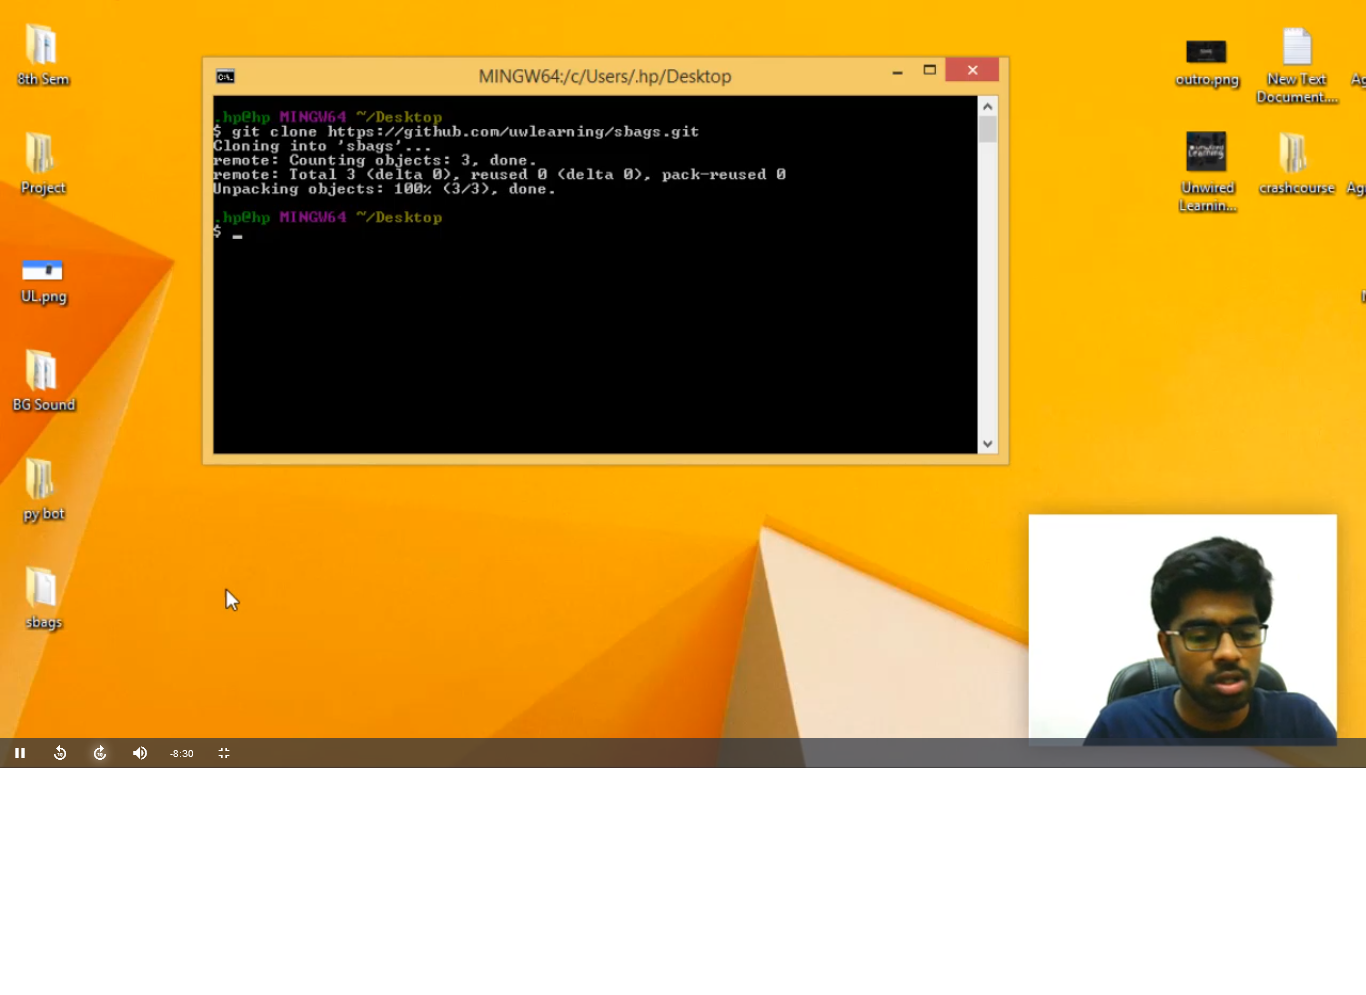 8th Sem
Project
UL.png
BG Sound
py bot
sbags
MINGW64:/c/Users/.hp/Desktop
.hp@hp MINGW64 ~/Desktop
$ git clone https://github.com/uwlearning/sbags.git
Cloning into 'sbags'...
remote: Counting objects: 3, done.
remote: Total 3 (delta 0), reused 0 (delta 0), pack-reused 0
Unpacking objects: 100% (3/3), done.
.hp@hp MINGW64 ~/Desktop
$
outro.png
New Text
Document....
unwired
Learning
Unwired
Learnin...
crashcourse
-8:30